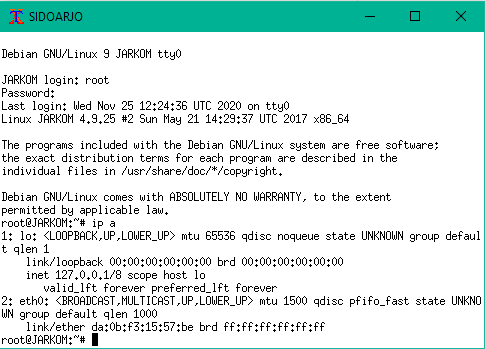 SIDOARJO
Debian GNU/Linux 9 JARKOM tty0
JARKOM login: root
Password:
Last login: Wed Nov 25 12:24:36 UTC 2020 on tty0
Linux JARKOM 4.9.25 #2 Sun May 21 14:29:37 UTC 2017 x86_64
The programs included with the Debian GNU/Linux system are free software;
the exact distribution terms for each program are described in the
individual files in /usr/share/doc/*/copyright.
Debian GNU/Linux comes with ABSOLUTELY NO WARRANTY, to the extent
permitted by applicable law.
root@JARKOM:~# ip a
1: lo: <LOOPBACK,UP,LOWER_UP> mtu 65536 qdisc noqueue state UNKNOWN group defaul
t qlen 1
    link/loopback 00:00:00:00:00:00 brd 00:00:00:00:00:00
    inet 127.0.0.1/8 scope host lo
       valid_lft forever preferred_lft forever
2: eth0: <BROADCAST,MULTICAST,UP,LOWER_UP> mtu 1500 qdisc pfifo_fast state UNKNO
WN group default qlen 1000
    link/ether da:0b:f3:15:57:be brd ff:ff:ff:ff:ff:ff
root@JARKOM:~#